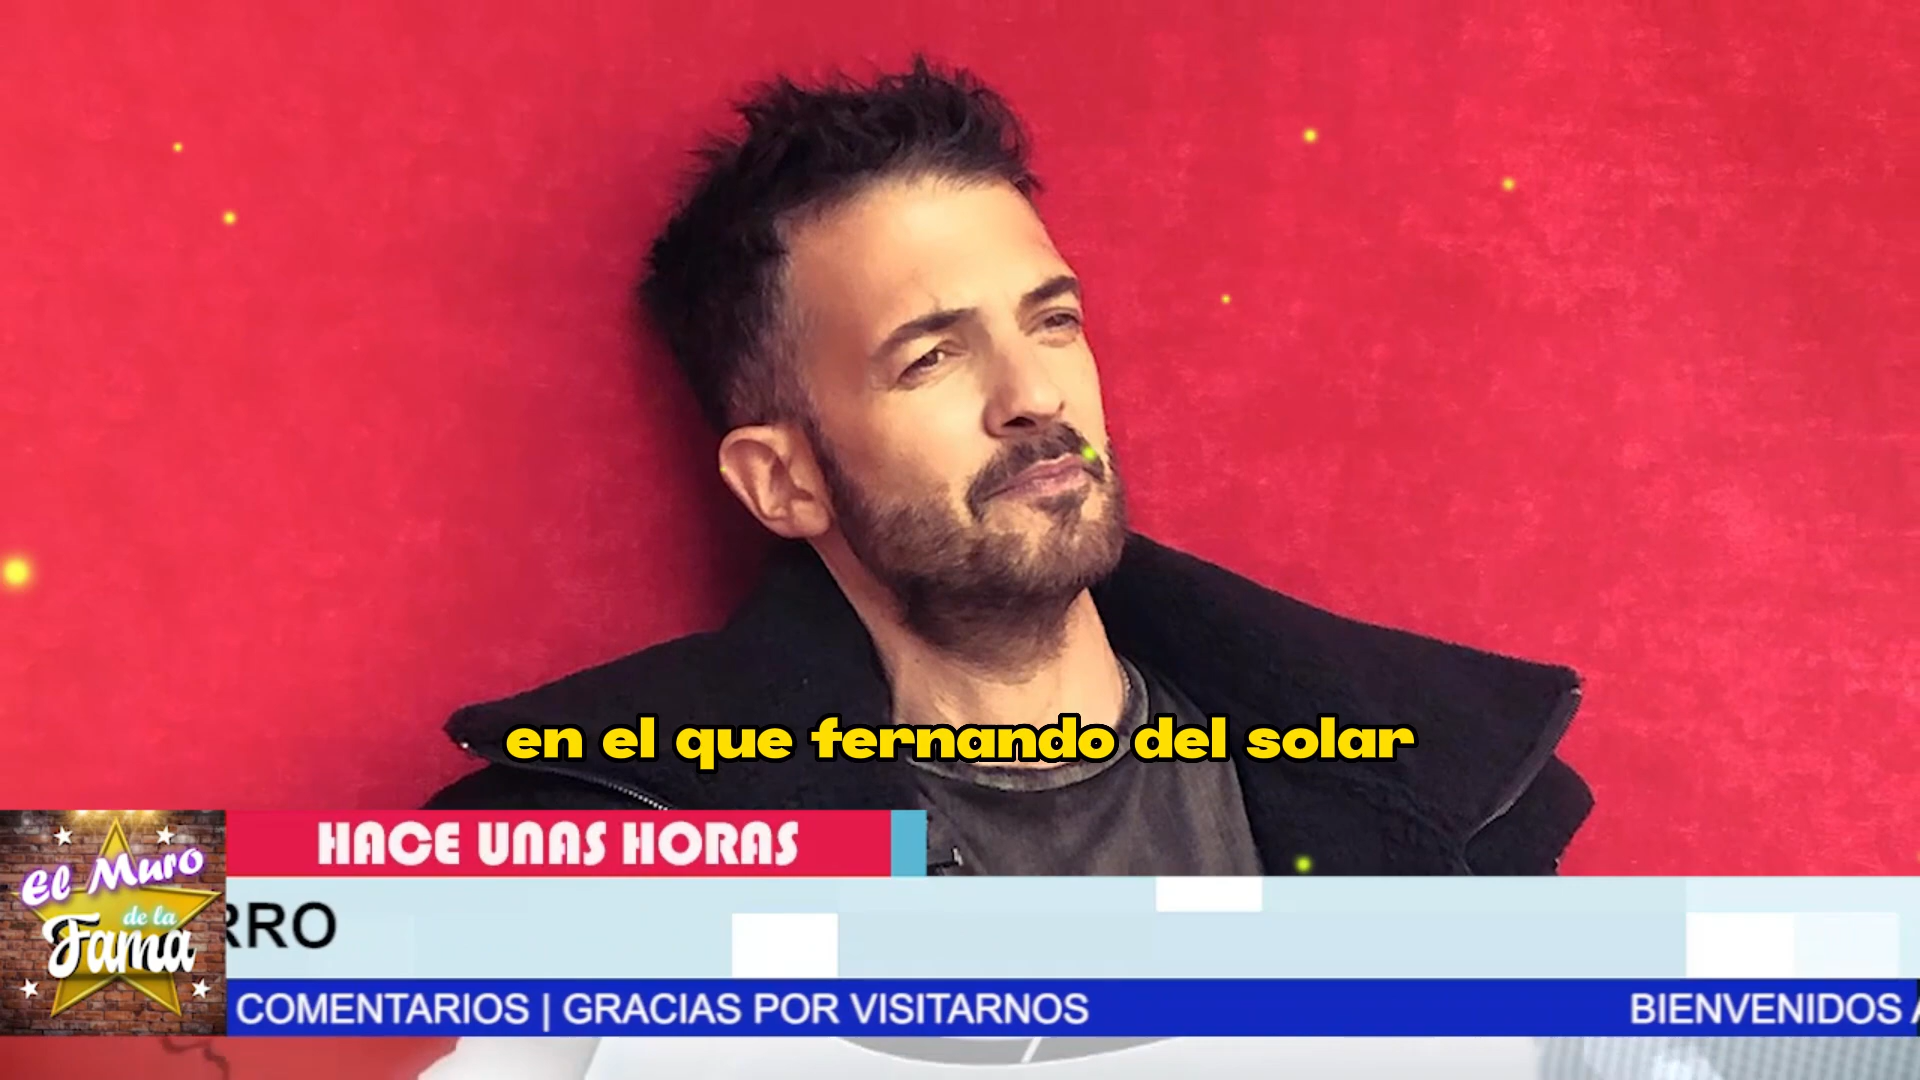 en el que fernando del solar
HACE UNAS HORAS
El Muro
de la
Fama
RRO
COMENTARIOS | GRACIAS POR VISITARNOS
BIENVENIDOS A